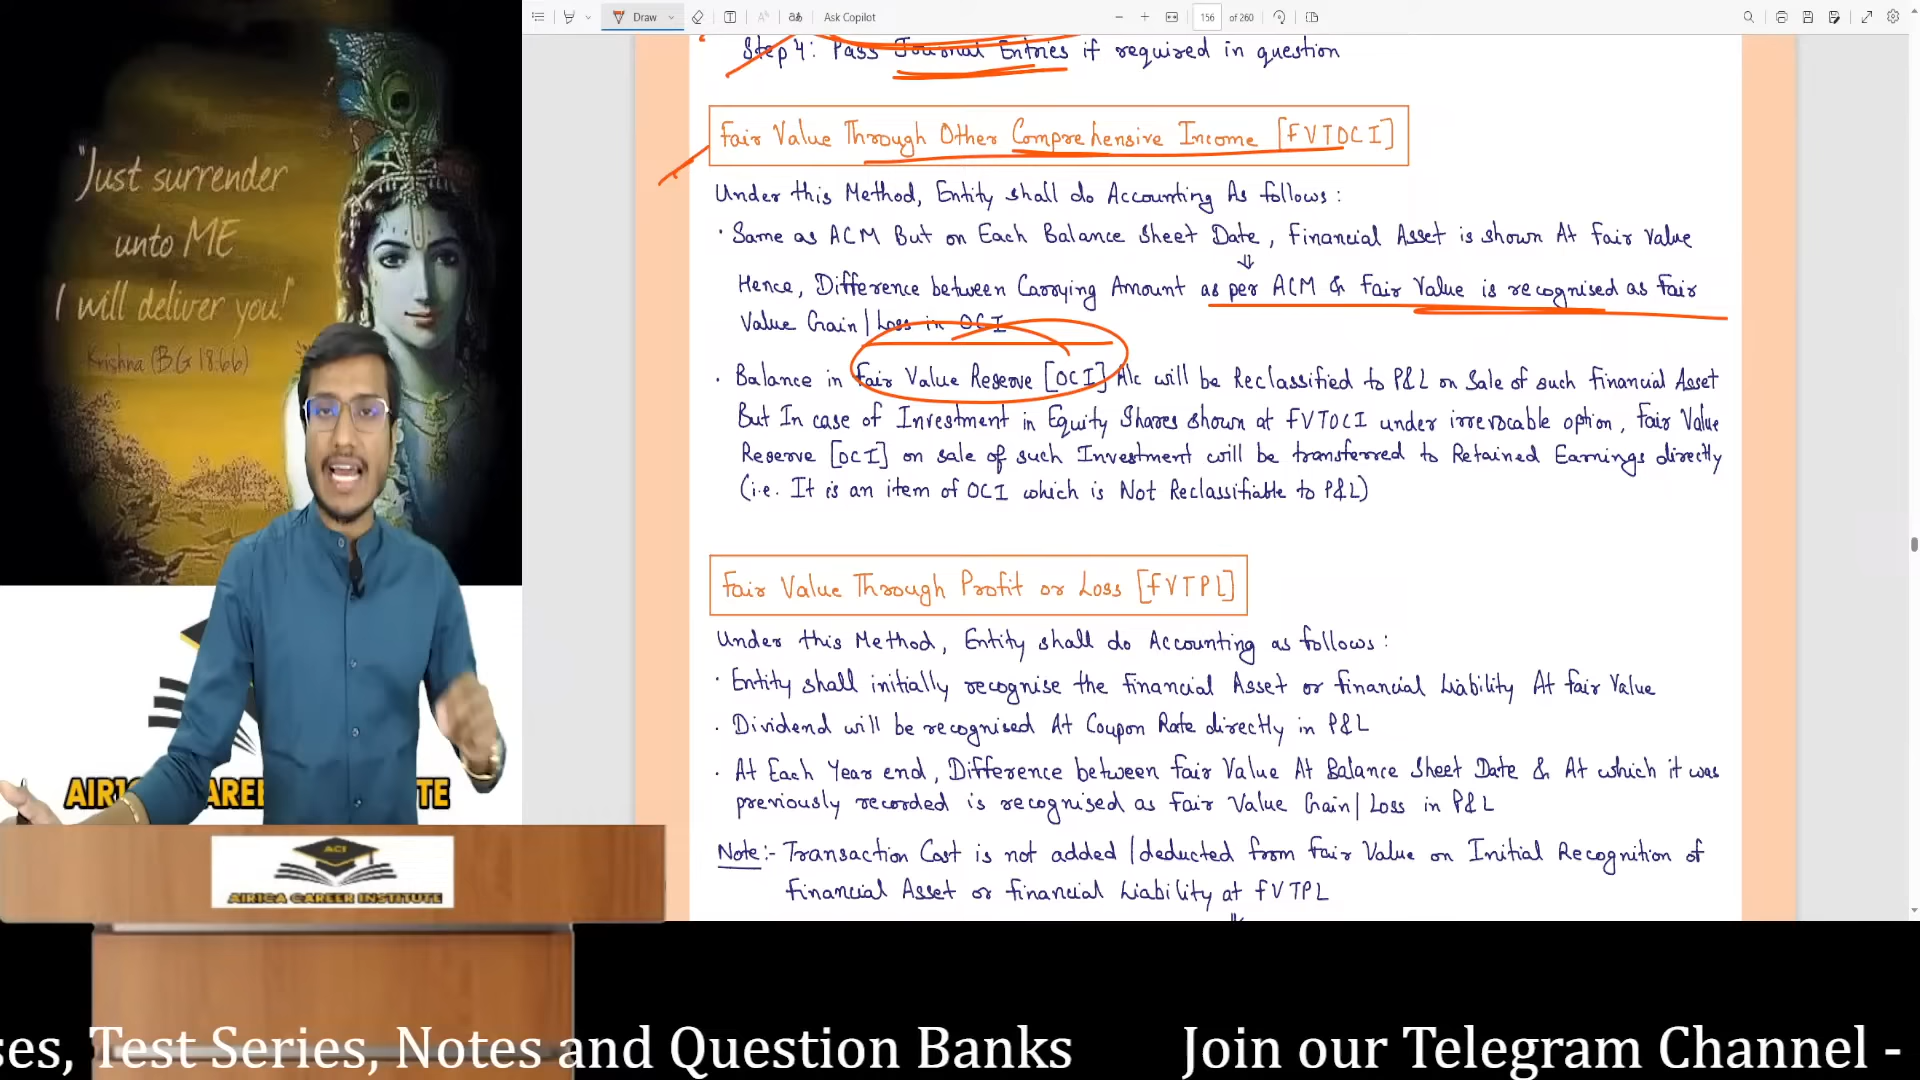 Draw
Ask Copilot
156 of 260
Step 4: Pass Journal Entries if required in question
Fair Value Through Other Comprehensive Income [FVTOCI]
Under this Method, Entity shall do Accounting As follows:
· Same as ACM But on Each Balance Sheet Date, Financial Asset is shown At Fair Value
⇓
Hence, Difference between Carrying Amount as per ACM & Fair Value is recognised as Fair
Value Gain/Loss in OCI
· Balance in Fair Value Reserve [OCI] A/c will be Reclassified to P&L on Sale of such Financial Asset
But In case of Investment in Equity Shares shown at FVTOCI under irrevocable option, Fair Value
Reserve [OCI] on sale of such Investment will be transferred to Retained Earnings directly
(i.e. It is an item of OCI which is Not Reclassifiable to P&L)
Fair Value Through Profit or Loss [FVTPL]
Under this Method, Entity shall do Accounting as follows:
· Entity shall initially recognise the Financial Asset or Financial Liability At Fair Value
· Dividend will be recognised At Coupon Rate directly in P&L
· At Each Year end, Difference between Fair Value At Balance Sheet Date & At which it was
previously recorded is recognised as Fair Value Gain/Loss in P&L
Note:- Transaction Cost is not added/deducted from Fair Value on Initial Recognition of
Financial Asset or Financial Liability at FVTPL
"Just surrender
unto ME
I will deliver you!"
Krishna (B.G 18:66)
ACI
AIRICA CAREER INSTITUTE
ses, Test Series, Notes and Question Banks
Join our Telegram Channel -